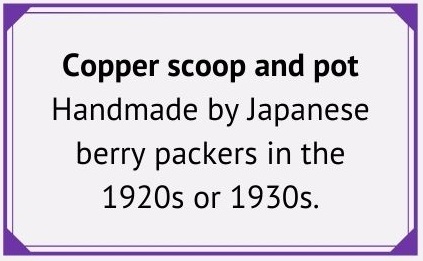 Copper scoop and pot
Handmade by Japanese
berry packers in the
1920s or 1930s.